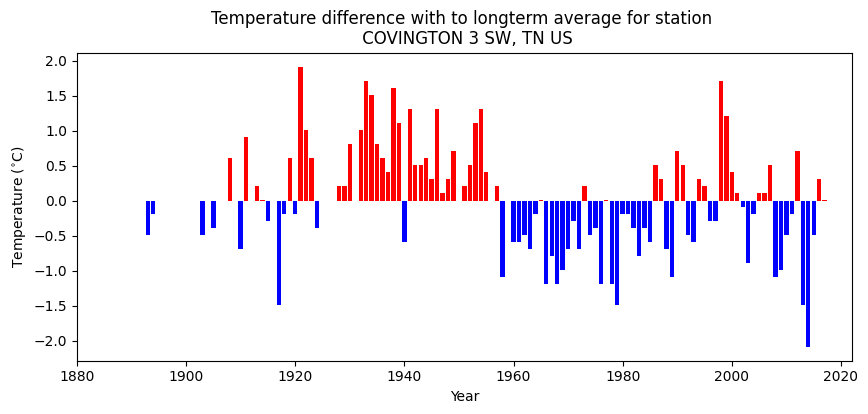 Temperature difference with to longterm average for station
COVINGTON 3 SW, TN US
2.0
1.5
1.0
0.5
0.0
−0.5
−1.0
−1.5
−2.0
Temperature (°C)
1880 1900 1920 1940 1960 1980 2000 2020
Year